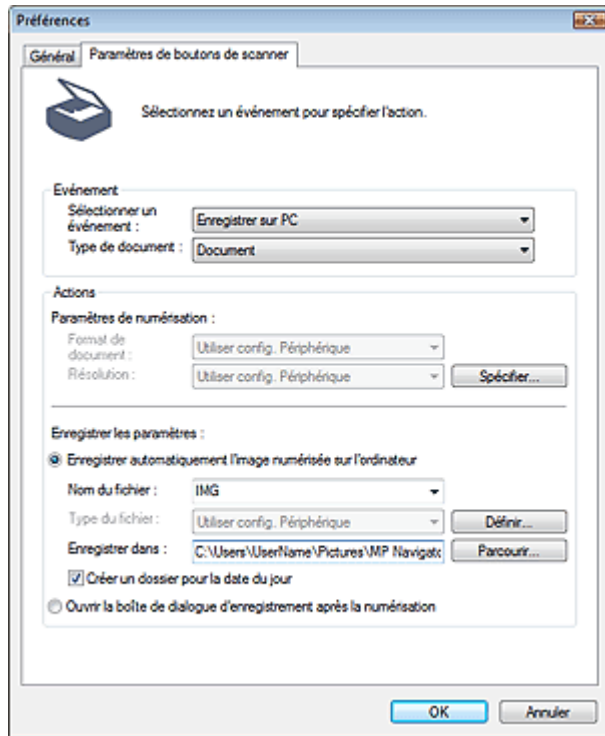 Préférences
Général
Paramètres de boutons de scanner
Sélectionnez un événement pour spécifier l'action.
Evénement
Sélectionner un
événement :
Enregistrer sur PC
Type de document :
Document
Actions
Paramètres de numérisation :
Format de
document :
Utiliser config. Périphérique
Résolution :
Utiliser config. Périphérique
Spécifier...
Enregistrer les paramètres :
Enregistrer automatiquement l'image numérisée sur l'ordinateur
Nom du fichier :
IMG
Type du fichier :
Utiliser config. Périphérique
Définir...
Enregistrer dans :
C:\Users\UserName\Pictures\MP Navigato
Parcourir...
Créer un dossier pour la date du jour
Ouvrir la boîte de dialogue d'enregistrement après la numérisation
OK
Annuler